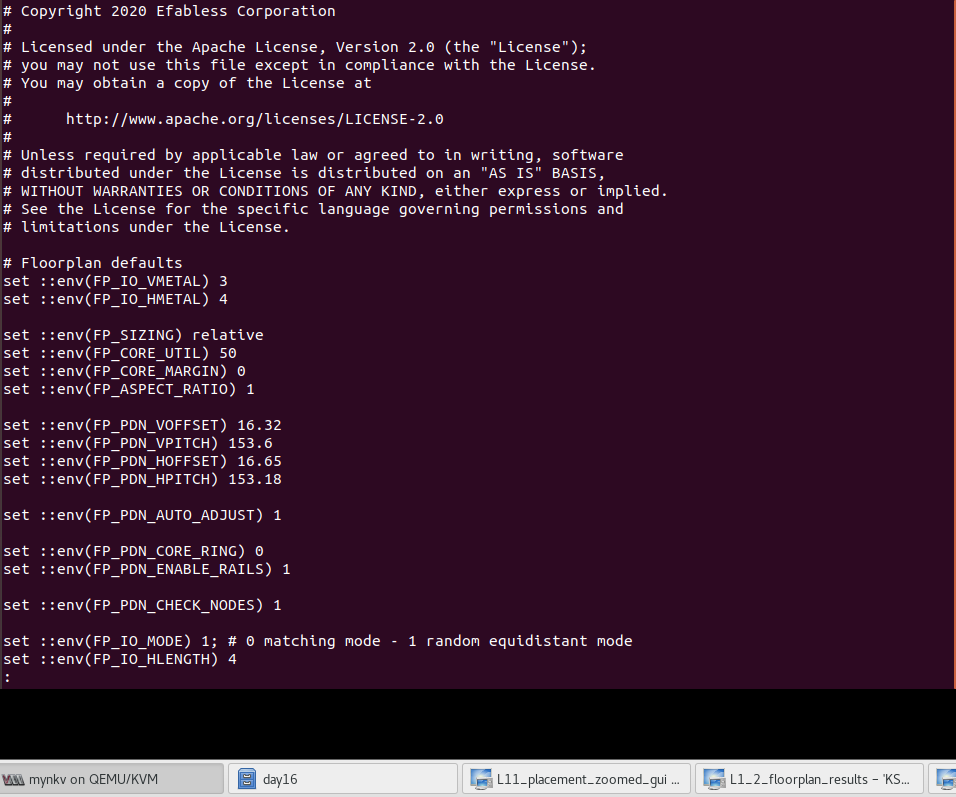 # Copyright 2020 Efabless Corporation
#
# Licensed under the Apache License, Version 2.0 (the "License");
# you may not use this file except in compliance with the License.
# You may obtain a copy of the License at
#
#      http://www.apache.org/licenses/LICENSE-2.0
#
# Unless required by applicable law or agreed to in writing, software
# distributed under the License is distributed on an "AS IS" BASIS,
# WITHOUT WARRANTIES OR CONDITIONS OF ANY KIND, either express or implied.
# See the License for the specific language governing permissions and
# limitations under the License.

# Floorplan defaults
set ::env(FP_IO_VMETAL) 3
set ::env(FP_IO_HMETAL) 4

set ::env(FP_SIZING) relative
set ::env(FP_CORE_UTIL) 50
set ::env(FP_CORE_MARGIN) 0
set ::env(FP_ASPECT_RATIO) 1

set ::env(FP_PDN_VOFFSET) 16.32
set ::env(FP_PDN_VPITCH) 153.6
set ::env(FP_PDN_HOFFSET) 16.65
set ::env(FP_PDN_HPITCH) 153.18

set ::env(FP_PDN_AUTO_ADJUST) 1

set ::env(FP_PDN_CORE_RING) 0
set ::env(FP_PDN_ENABLE_RAILS) 1

set ::env(FP_PDN_CHECK_NODES) 1

set ::env(FP_IO_MODE) 1; # 0 matching mode - 1 random equidistant mode
set ::env(FP_IO_HLENGTH) 4
:
mynkv on QEMU/KVM
day16
L11_placement_zoomed_gui ...
L1_2_floorplan_results – 'KS...